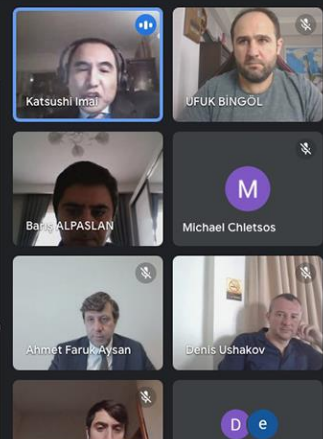 Katsushi Imai
UFUK BİNGÖL
Barış ALPASLAN
M
Michael Chletsos
Ahmet Faruk Aysan
Denis Ushakov
D
e